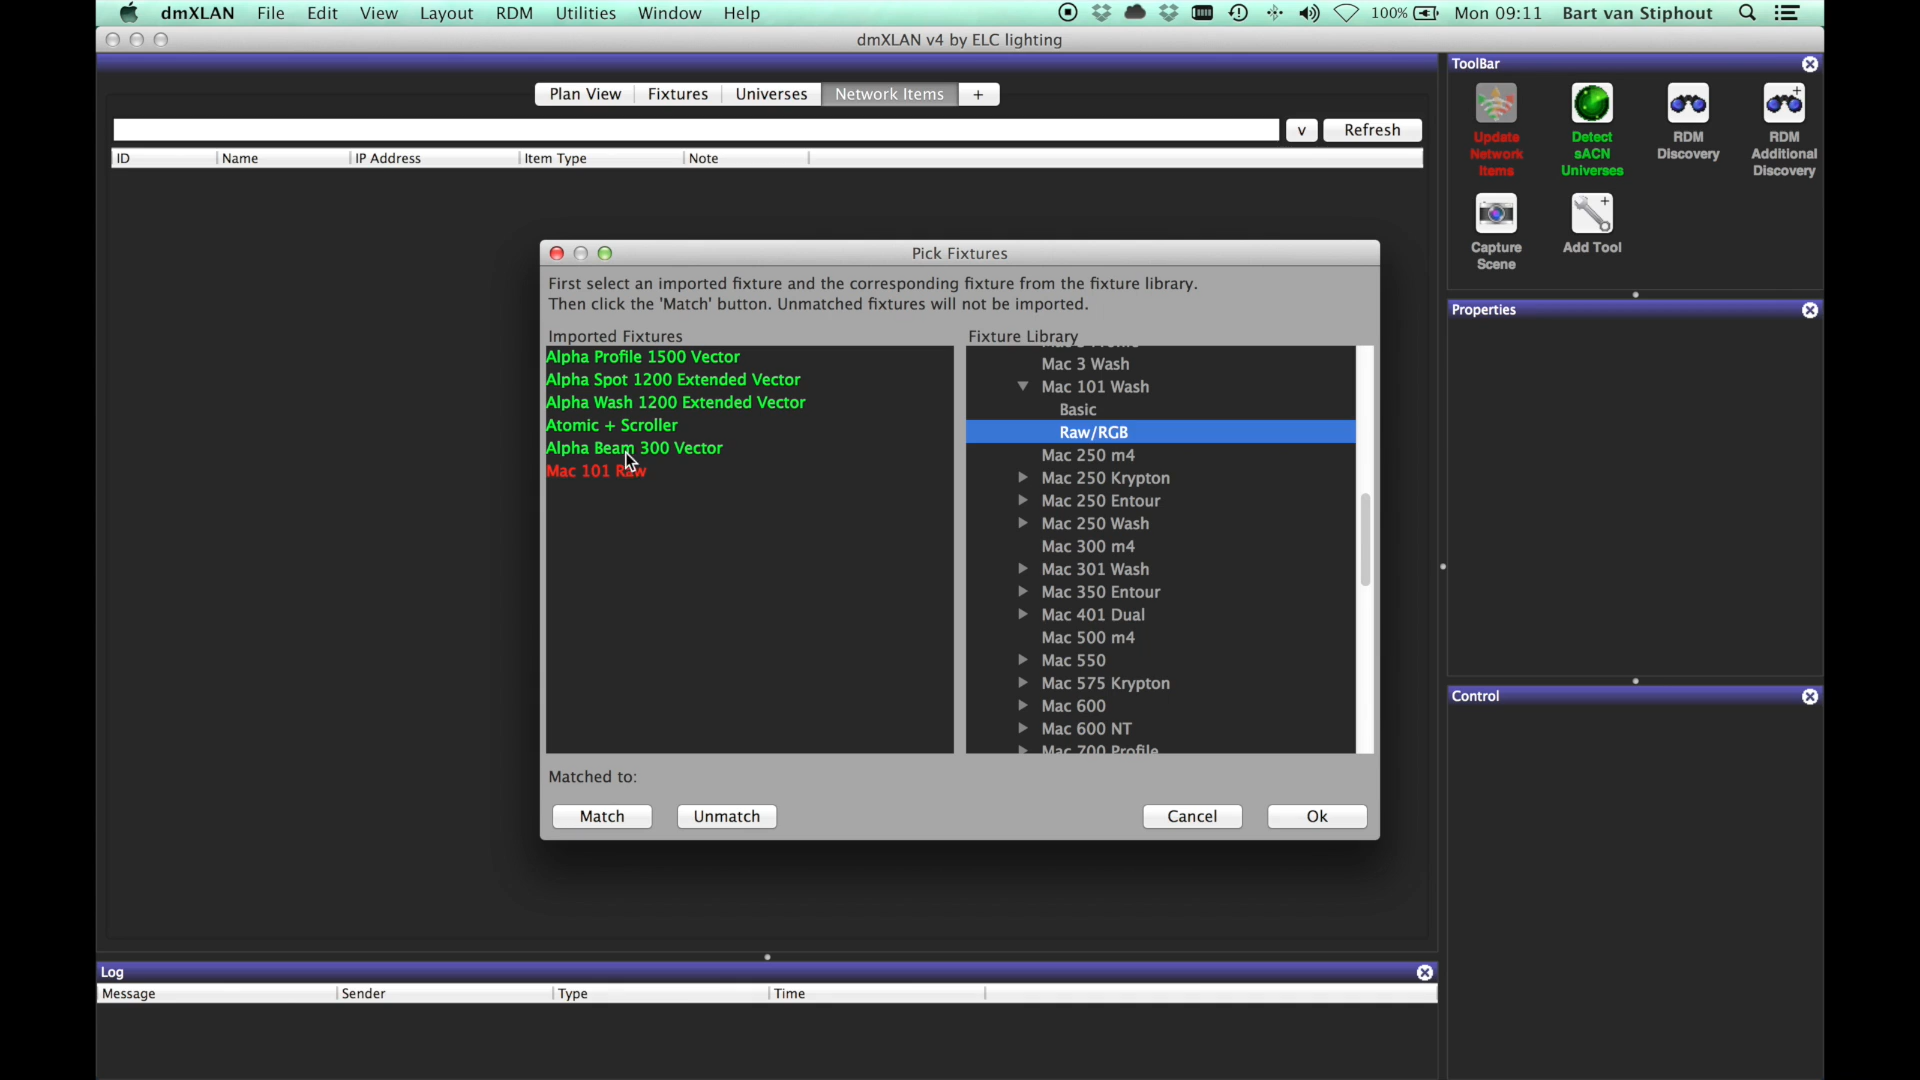 dmXLAN File Edit View Layout RDM Utilities Window Help 100% Mon 09:11 Bart van Stiphout
dmXLAN v4 by ELC lighting
Plan View Fixtures Universes Network Items +
v Refresh
ID Name IP Address Item Type Note
ToolBar
Update Network Items
Detect sACN Universes
RDM Discovery
RDM Additional Discovery
Capture Scene
Add Tool
Properties
Control
Pick Fixtures
First select an imported fixture and the corresponding fixture from the fixture library.
Then click the 'Match' button. Unmatched fixtures will not be imported.
Imported Fixtures
Alpha Profile 1500 Vector
Alpha Spot 1200 Extended Vector
Alpha Wash 1200 Extended Vector
Atomic + Scroller
Alpha Beam 300 Vector
Mac 101 Raw
Fixture Library
Mac 3 Wash
Mac 101 Wash
Basic
Raw/RGB
Mac 250 m4
Mac 250 Krypton
Mac 250 Entour
Mac 250 Wash
Mac 300 m4
Mac 301 Wash
Mac 350 Entour
Mac 401 Dual
Mac 500 m4
Mac 550
Mac 575 Krypton
Mac 600
Mac 600 NT
Mac 700 Profile
Matched to:
Match Unmatch Cancel Ok
Log
Message Sender Type Time